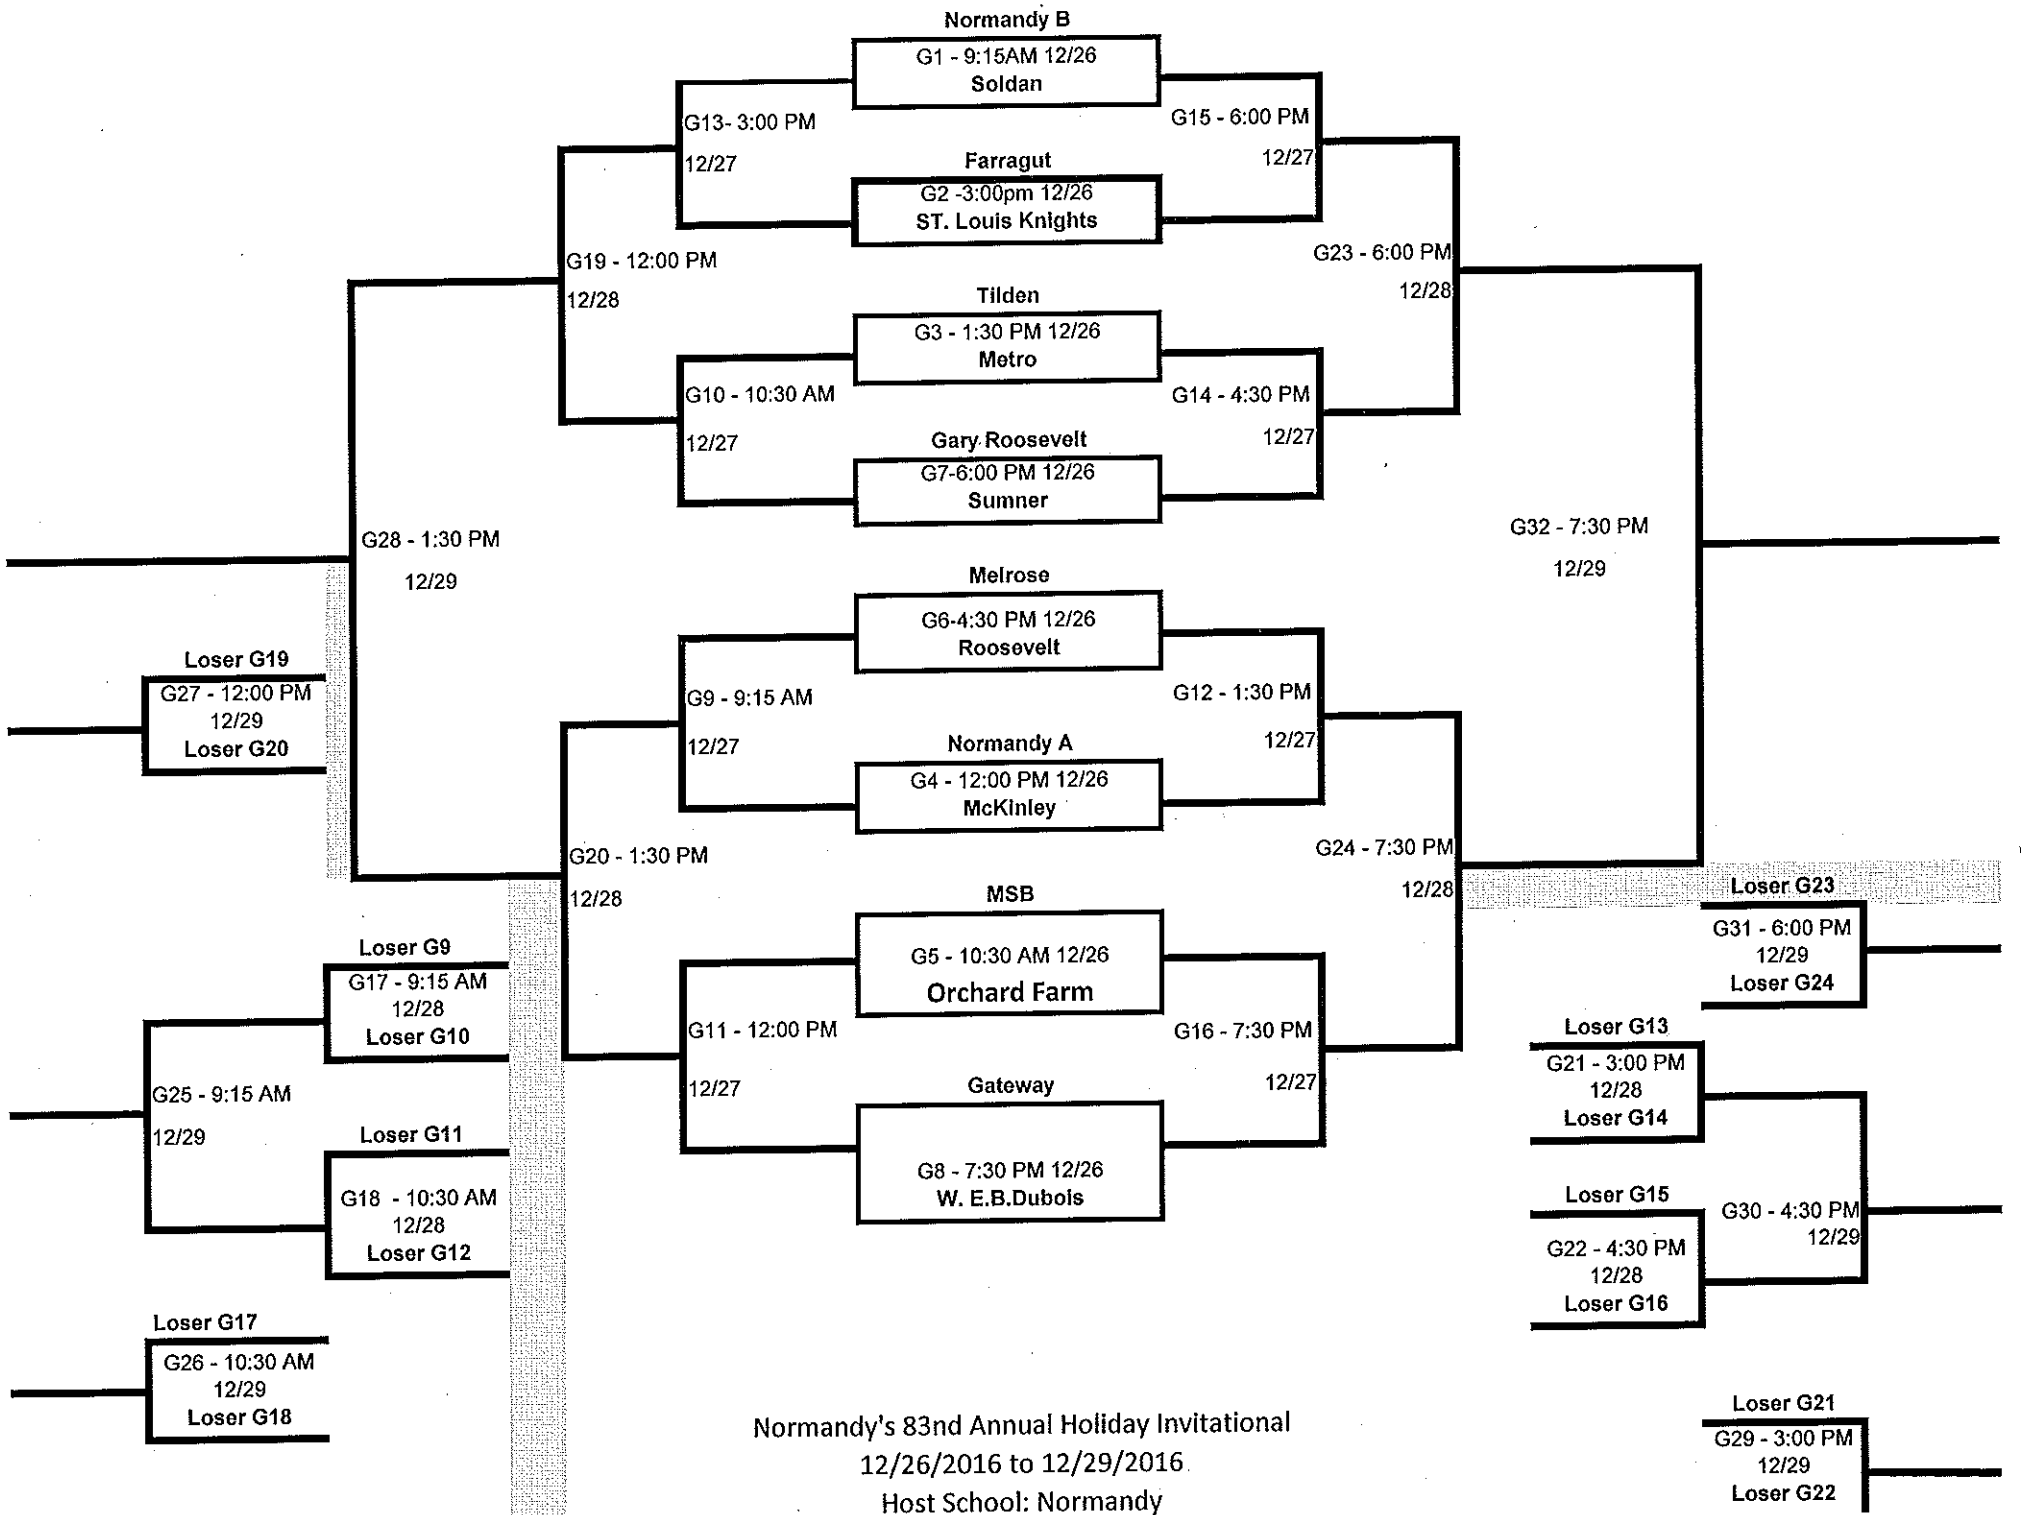 Normandy B
G1 - 9:15AM 12/26
Soldan
G13- 3:00 PM
12/27
G15 - 6:00 PM
12/27
Farragut
G2 -3:00pm 12/26
ST. Louis Knights
G19 - 12:00 PM
12/28
G23 - 6:00 PM
12/28
Tilden
G3 - 1:30 PM 12/26
Metro
G10 - 10:30 AM
12/27
G14 - 4:30 PM
12/27
Gary Roosevelt
G7-6:00 PM 12/26
Sumner
G28 - 1:30 PM
12/29
G32 - 7:30 PM
12/29
Melrose
G6-4:30 PM 12/26
Roosevelt
Loser G19
G27 - 12:00 PM
12/29
Loser G20
G9 - 9:15 AM
12/27
G12 - 1:30 PM
12/27
Normandy A
G4 - 12:00 PM 12/26
McKinley
G20 - 1:30 PM
12/28
G24 - 7:30 PM
12/28
MSB
G5 - 10:30 AM 12/26
Orchard Farm
Loser G23
G31 - 6:00 PM
12/29
Loser G24
Loser G9
G17 - 9:15 AM
12/28
Loser G10
G11 - 12:00 PM
12/27
G16 - 7:30 PM
12/27
Loser G13
G21 - 3:00 PM
12/28
Loser G14
G25 - 9:15 AM
12/29
Gateway
G8 - 7:30 PM 12/26
W. E.B.Dubois
Loser G11
G18 - 10:30 AM
12/28
Loser G12
Loser G15
G22 - 4:30 PM
12/28
Loser G16
G30 - 4:30 PM
12/29
Loser G17
G26 - 10:30 AM
12/29
Loser G18
Loser G21
G29 - 3:00 PM
12/29
Loser G22
Normandy's 83nd Annual Holiday Invitational
12/26/2016 to 12/29/2016
Host School: Normandy